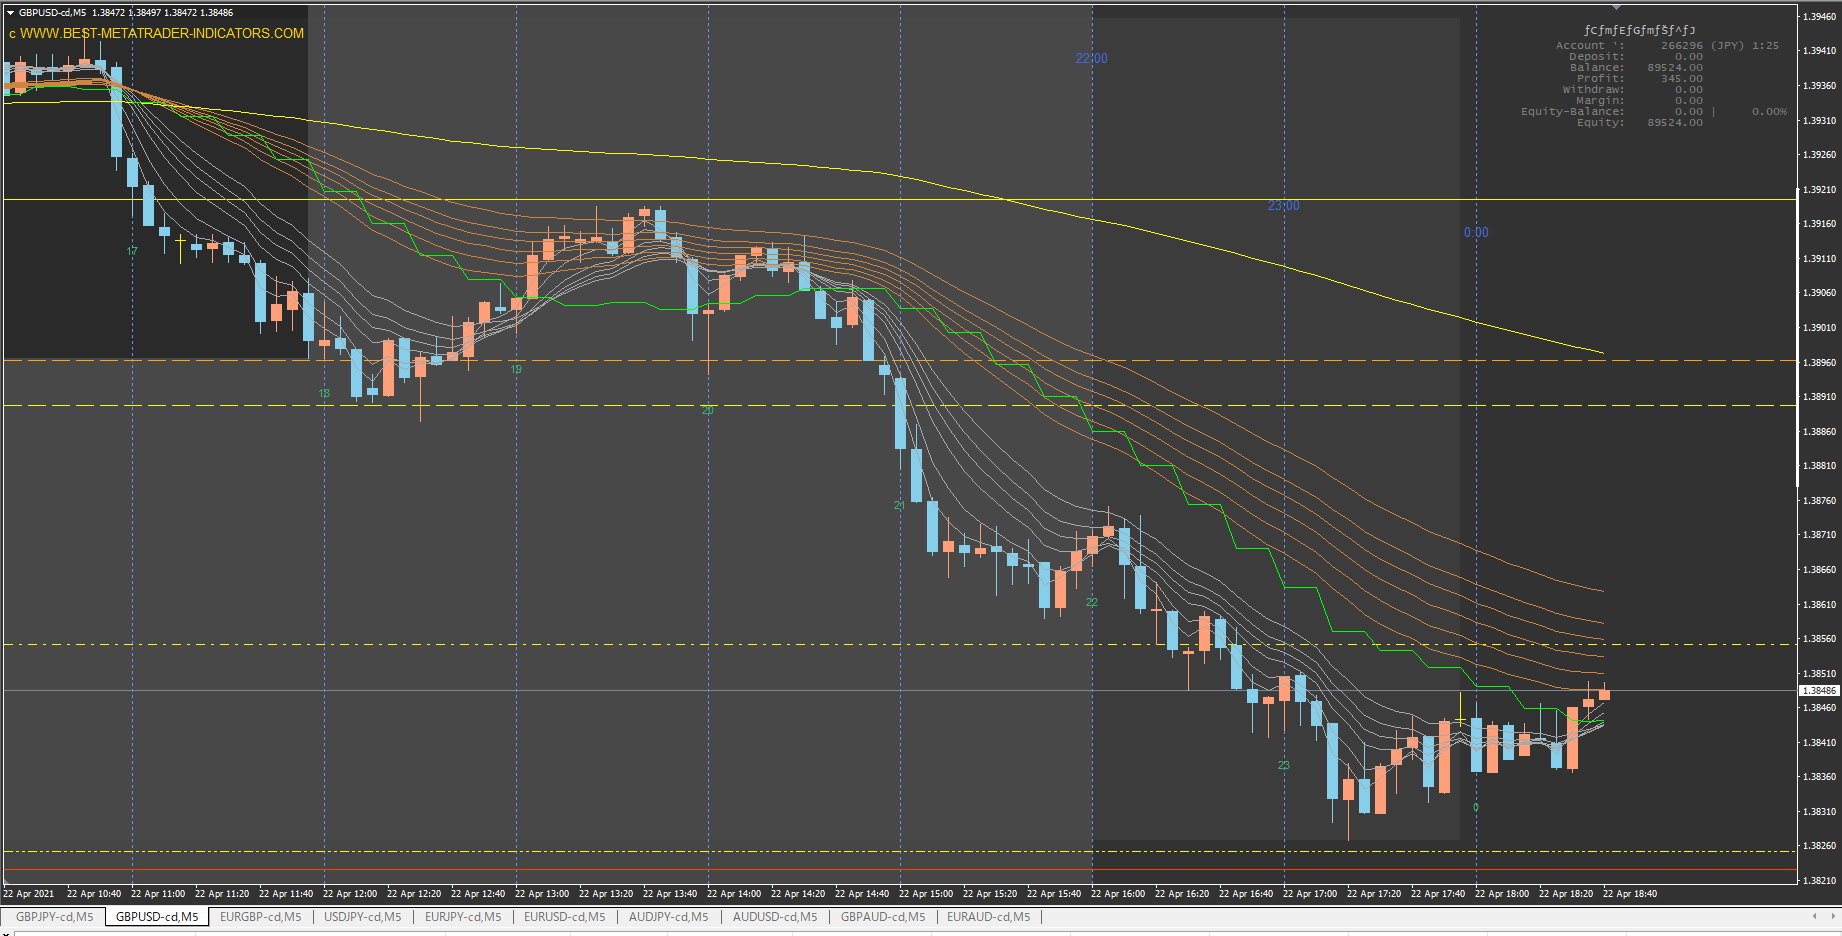 GBPUSD-cd,M5 1.38472 1.38497 1.38472 1.38486
c WWW.BEST-METATRADER-INDICATORS.COM
ƒCƒmƒEƒGƒmƒŠƒ^ƒJ
Account ': 266296 (JPY) 1:25
Deposit: 0.00
Balance: 89524.00
Profit: 345.00
Withdraw: 0.00
Margin: 0.00
Equity-Balance: 0.00 | 0.00%
Equity: 89524.00
22:00
23:00
0:00
17
18
19
20
21
22
23
0
1.39460
1.39410
1.39360
1.39310
1.39260
1.39210
1.39160
1.39110
1.39060
1.39010
1.38960
1.38910
1.38860
1.38810
1.38760
1.38710
1.38660
1.38610
1.38560
1.38510
1.38486
1.38460
1.38410
1.38360
1.38310
1.38260
1.38210
22 Apr 2021 22 Apr 10:40 22 Apr 11:00 22 Apr 11:20 22 Apr 11:40 22 Apr 12:00 22 Apr 12:20 22 Apr 12:40 22 Apr 13:00 22 Apr 13:20 22 Apr 13:40 22 Apr 14:00 22 Apr 14:20 22 Apr 14:40 22 Apr 15:00 22 Apr 15:20 22 Apr 15:40 22 Apr 16:00 22 Apr 16:20 22 Apr 16:40 22 Apr 17:00 22 Apr 17:20 22 Apr 17:40 22 Apr 18:00 22 Apr 18:20 22 Apr 18:40
GBPJPY-cd,M5 GBPUSD-cd,M5 EURGBP-cd,M5 USDJPY-cd,M5 EURJPY-cd,M5 EURUSD-cd,M5 AUDJPY-cd,M5 AUDUSD-cd,M5 GBPAUD-cd,M5 EURAUD-cd,M5